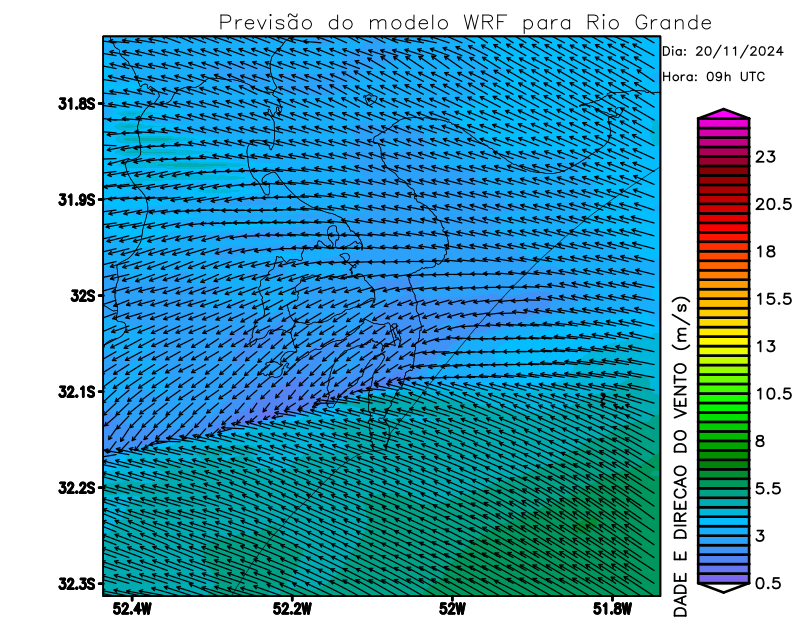 Previsão do modelo WRF para Rio Grande
Dia: 20/11/2024
Hora: 09h UTC
31.8S
31.9S
32S
32.1S
32.2S
32.3S
52.4W
52.2W
52W
51.8W
23
20.5
18
15.5
13
10.5
8
5.5
3
0.5
DADE E DIRECAO DO VENTO (m/s)